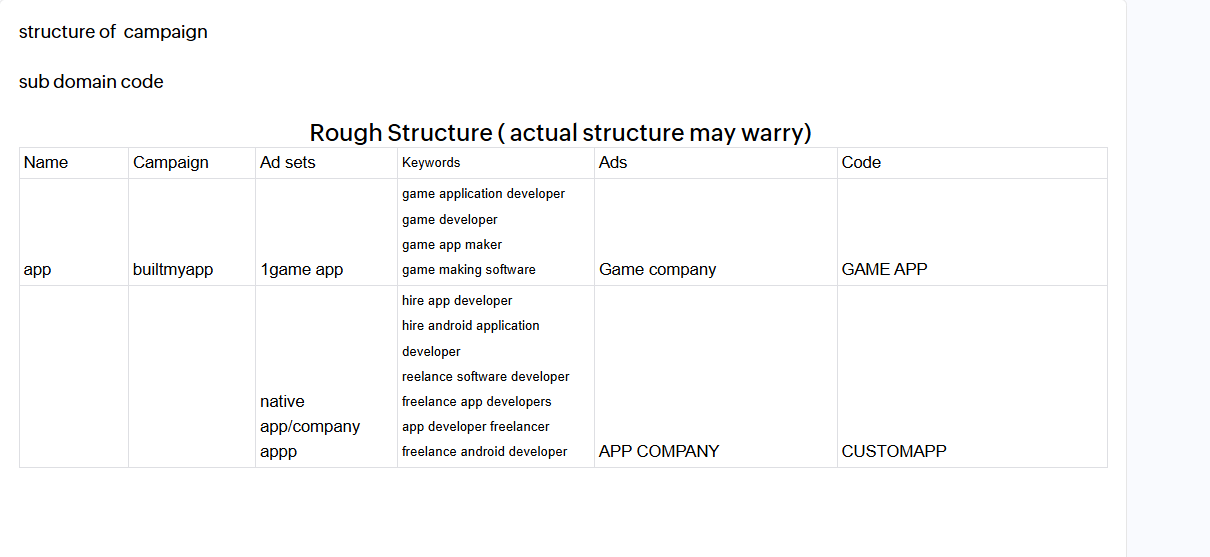 structure of campaign
sub domain code
Rough Structure ( actual structure may warry)
Name Campaign Ad sets Keywords Ads Code
game application developer
game developer
game app maker
app builtmyapp 1game app game making software Game company GAME APP
hire app developer
hire android application
developer
reelance software developer
native freelance app developers
app/company app developer freelancer
appp freelance android developer APP COMPANY CUSTOMAPP